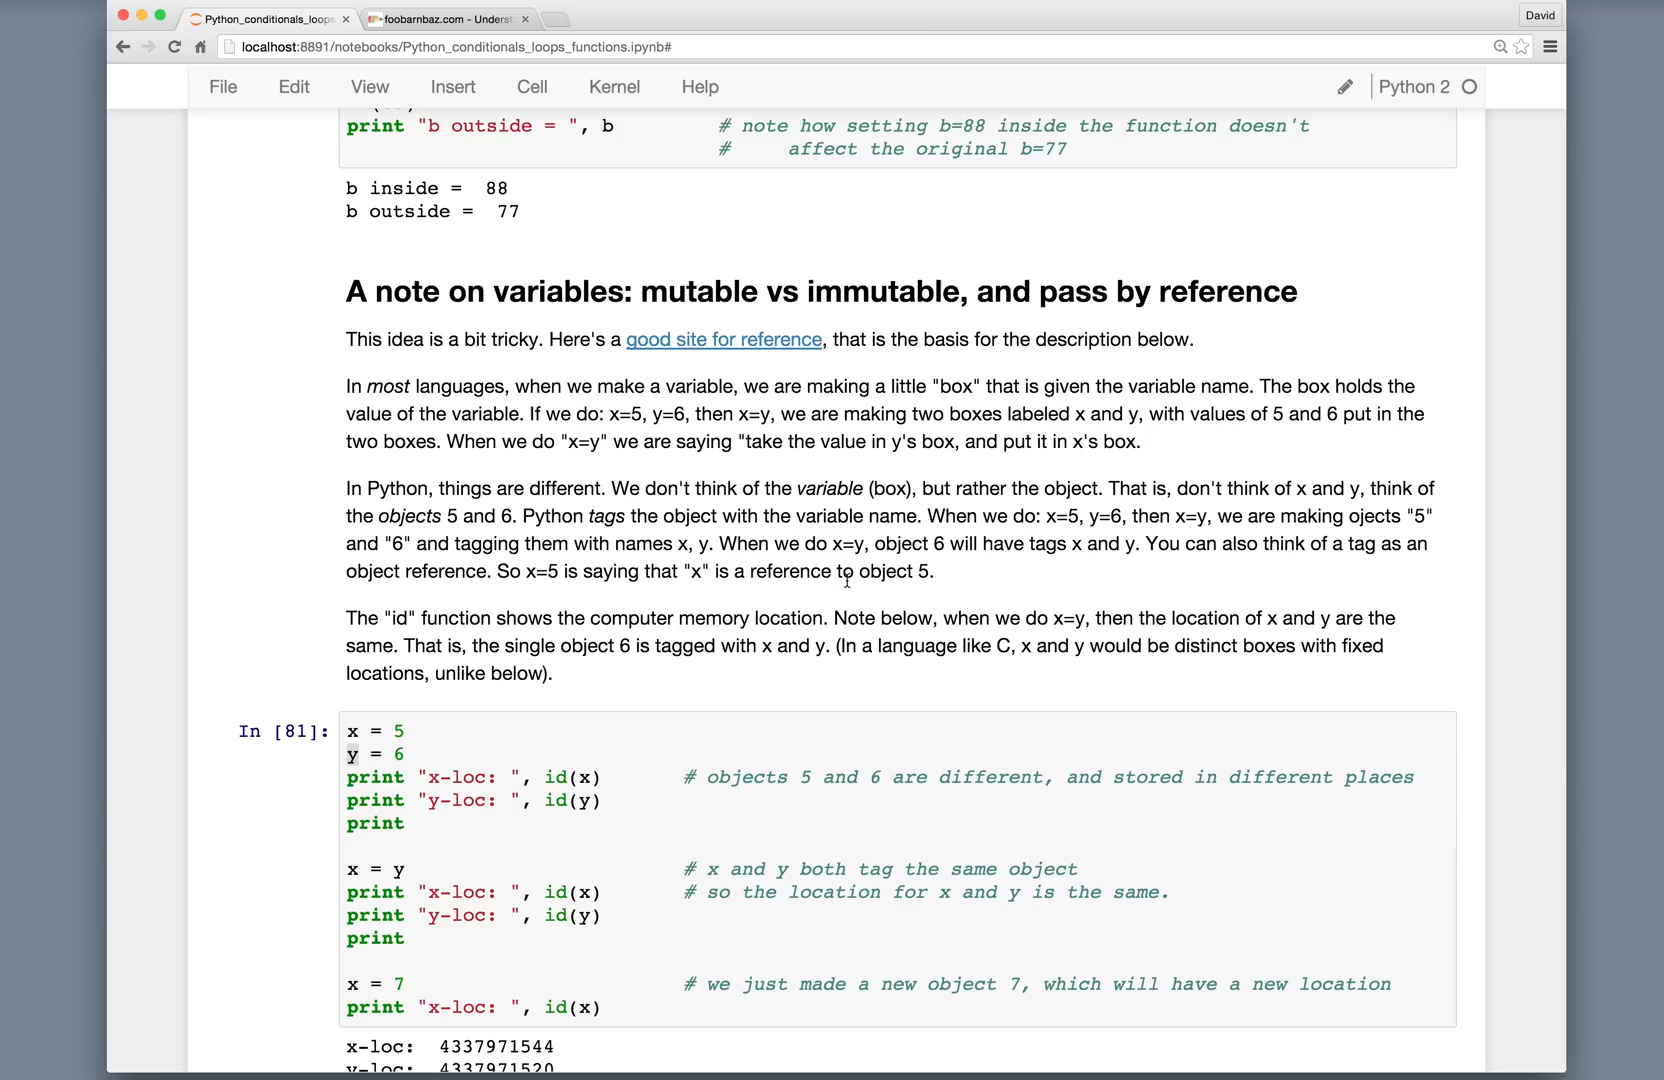 Python_conditionals_loops
foobarnbaz.com - Underst
David
localhost:8891/notebooks/Python_conditionals_loops_functions.ipynb#
File Edit View Insert Cell Kernel Help Python 2
print "b outside = ", b # note how setting b=88 inside the function doesn't
# affect the original b=77
b inside = 88
b outside = 77
A note on variables: mutable vs immutable, and pass by reference
This idea is a bit tricky. Here's a good site for reference, that is the basis for the description below.
In most languages, when we make a variable, we are making a little "box" that is given the variable name. The box holds the
value of the variable. If we do: x=5, y=6, then x=y, we are making two boxes labeled x and y, with values of 5 and 6 put in the
two boxes. When we do "x=y" we are saying "take the value in y's box, and put it in x's box.
In Python, things are different. We don't think of the variable (box), but rather the object. That is, don't think of x and y, think of
the objects 5 and 6. Python tags the object with the variable name. When we do: x=5, y=6, then x=y, we are making ojects "5"
and "6" and tagging them with names x, y. When we do x=y, object 6 will have tags x and y. You can also think of a tag as an
object reference. So x=5 is saying that "x" is a reference to object 5.
The "id" function shows the computer memory location. Note below, when we do x=y, then the location of x and y are the
same. That is, the single object 6 is tagged with x and y. (In a language like C, x and y would be distinct boxes with fixed
locations, unlike below).
In [81]: x = 5
y = 6
print "x-loc: ", id(x) # objects 5 and 6 are different, and stored in different places
print "y-loc: ", id(y)
print
x = y # x and y both tag the same object
print "x-loc: ", id(x) # so the location for x and y is the same.
print "y-loc: ", id(y)
print
x = 7 # we just made a new object 7, which will have a new location
print "x-loc: ", id(x)
x-loc: 4337971544
y-loc: 4337971520